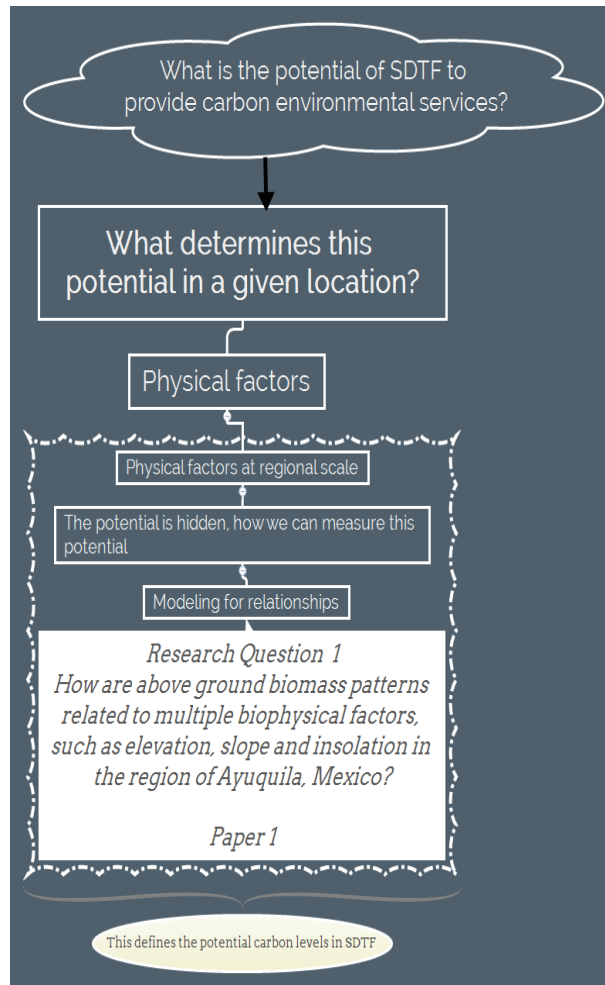 What is the potential of SDTF to
provide carbon environmental services?
What determines this
potential in a given location?
Physical factors
Physical factors at regional scale
The potential is hidden, how we can measure this
potential
Modeling for relationships
Research Question 1
How are above ground biomass patterns
related to multiple biophysical factors,
such as elevation, slope and insolation in
the region of Ayuquila, Mexico?
Paper 1
This defines the potential carbon levels in SDTF